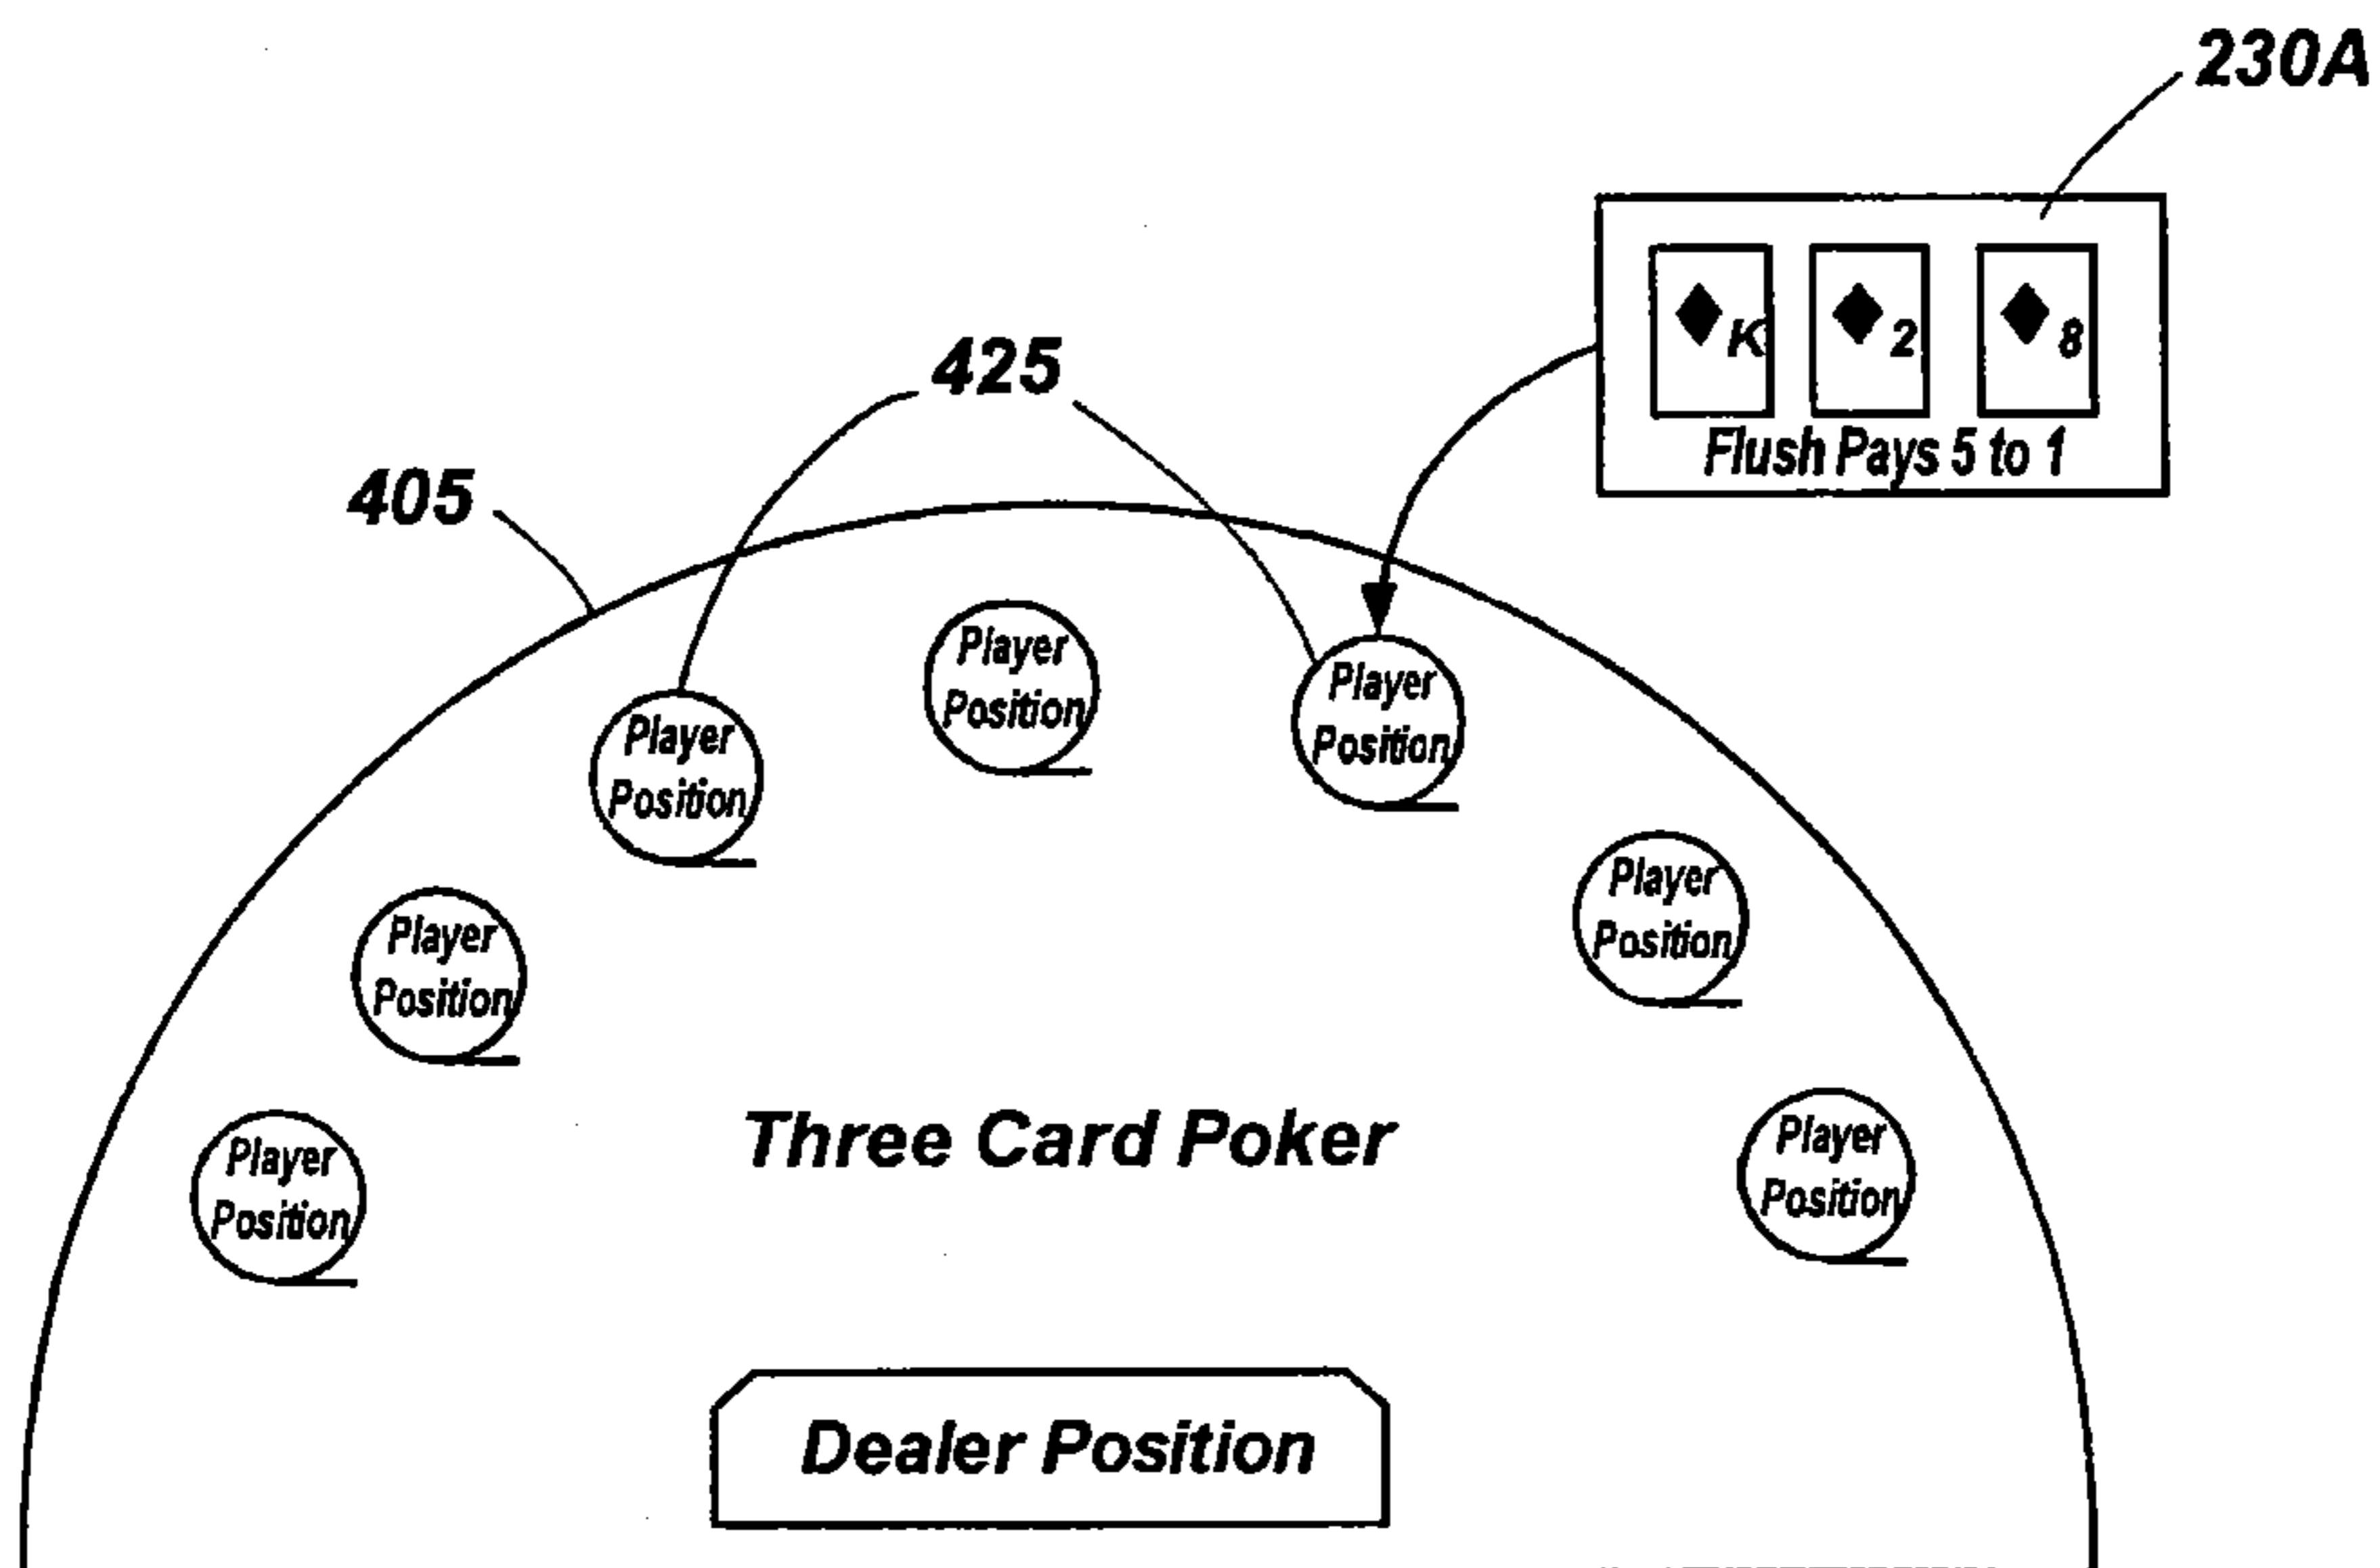 230A
K 2 8
Flush Pays 5 to 1
425
405
Player
Position
Player
Position
Player
Position
Player
Position
Player
Position
Player
Position
Player
Position
Three Card Poker
Dealer Position